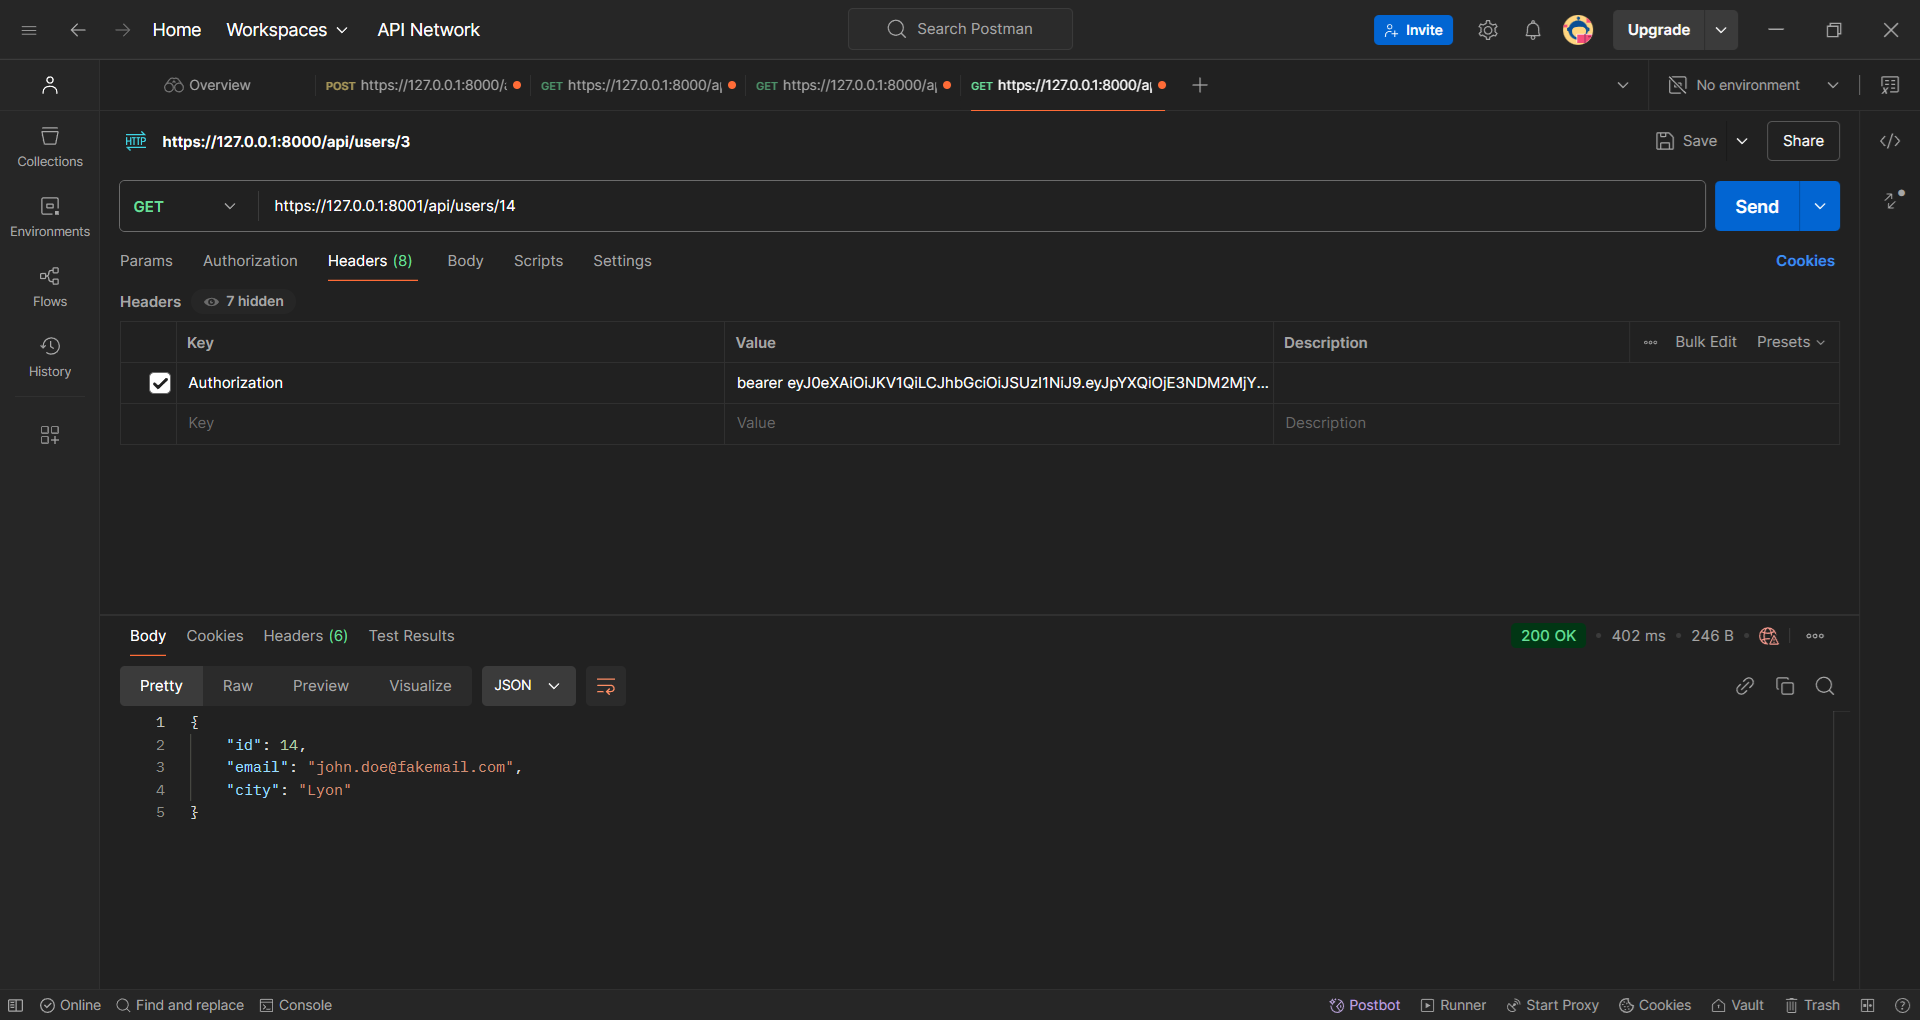 Home Workspaces API Network Search Postman Invite Upgrade
Overview POST https://127.0.0.1:8000/a GET https://127.0.0.1:8000/ap GET https://127.0.0.1:8000/ap GET https://127.0.0.1:8000/ap No environment
HTTP https://127.0.0.1:8000/api/users/3 Save Share
Collections
GET https://127.0.0.1:8001/api/users/14 Send
Environments
Params Authorization Headers (8) Body Scripts Settings Cookies
Flows
Headers 7 hidden
Key Value Description Bulk Edit Presets
History
Authorization bearer eyJ0eXAiOiJKV1QiLCJhbGciOiJSUzI1NiJ9.eyJpYXQiOjE3NDM2MjY...
Key Value Description
Body Cookies Headers (6) Test Results 200 OK 402 ms 246 B
Pretty Raw Preview Visualize JSON
1 {
2 "id": 14,
3 "email": "john.doe@fakemail.com",
4 "city": "Lyon"
5 }
Online Find and replace Console Postbot Runner Start Proxy Cookies Vault Trash